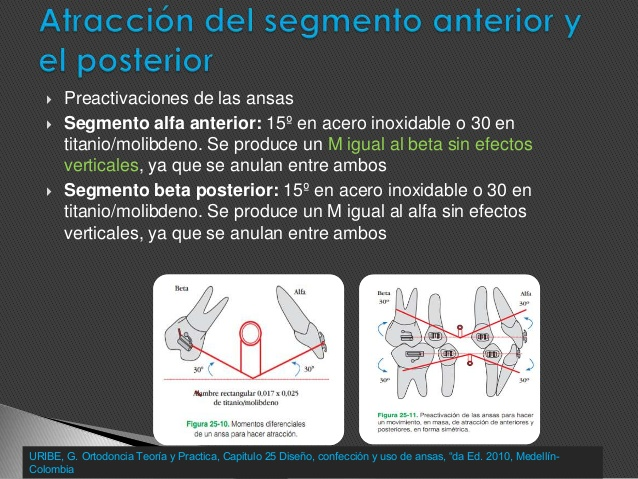 Atracción del segmento anterior y
el posterior
Preactivaciones de las ansas
Segmento alfa anterior: 15º en acero inoxidable o 30 en
titanio/molibdeno. Se produce un M igual al beta sin efectos
verticales, ya que se anulan entre ambos
Segmento beta posterior: 15º en acero inoxidable o 30 en
titanio/molibdeno. Se produce un M igual al alfa sin efectos
verticales, ya que se anulan entre ambos
Beta
Alfa
30°
30°
Alambre rectangular 0,017 x 0,025
de titanio/molibdeno
Figura 25-10. Momentos diferenciales
de un ansa para hacer atracción.
Beta
30°
Alfa
30°
30°
30°
Figura 25-11. Preactivación de las ansas para hacer
un movimiento, en masa, de atracción de anteriores y
posteriores, en forma simétrica.
URIBE, G. Ortodoncia Teoría y Practica, Capitulo 25 Diseño, confección y uso de ansas, "da Ed. 2010, Medellín-
Colombia